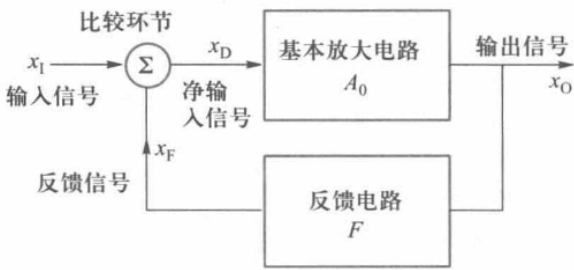 比较环节
x_I
输入信号
Σ
x_D
净输
入信号
基本放大电路
A_0
输出信号
x_O
x_F
反馈信号
反馈电路
F